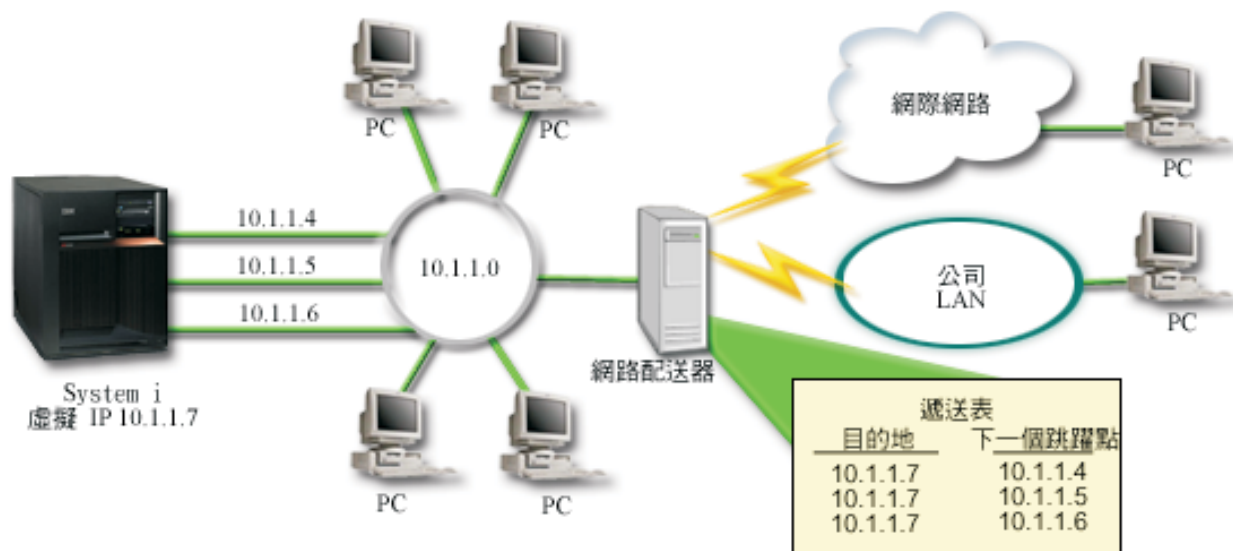 PC
PC
網際網路
PC
10.1.1.4
10.1.1.5
10.1.1.6
10.1.1.0
公司
LAN
PC
IBM
System i
虛擬 IP 10.1.1.7
網路配送器
PC
PC
遞送表
目的地 下一個跳躍點
10.1.1.7 10.1.1.4
10.1.1.7 10.1.1.5
10.1.1.7 10.1.1.6